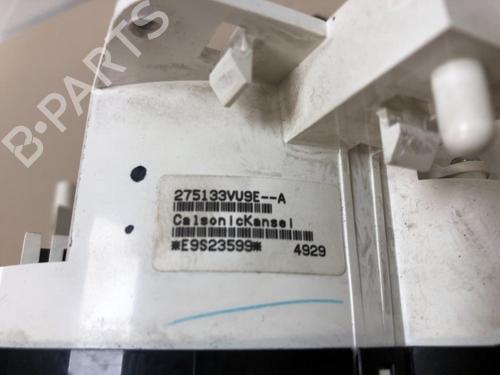 B-PARTS
275133VU9E--A
CalsonicKansei
*E9S23599*
4929